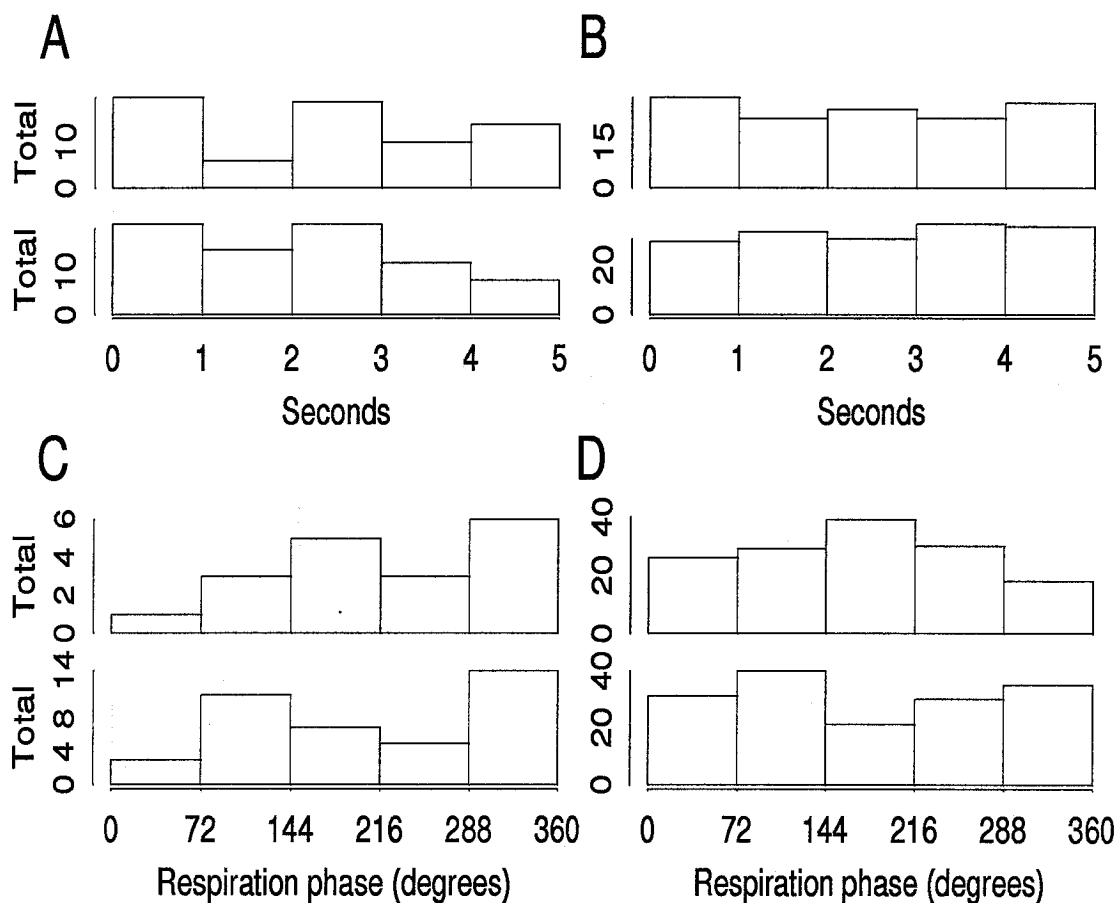 A
B
Total
0 10
Total
0 10
0 15
0 20
0 1 2 3 4 5
0 1 2 3 4 5
Seconds
Seconds
C
D
Total
0 2 4 6
Total
0 4 8 14
0 20 40
0 20 40
0 72 144 216 288 360
0 72 144 216 288 360
Respiration phase (degrees)
Respiration phase (degrees)